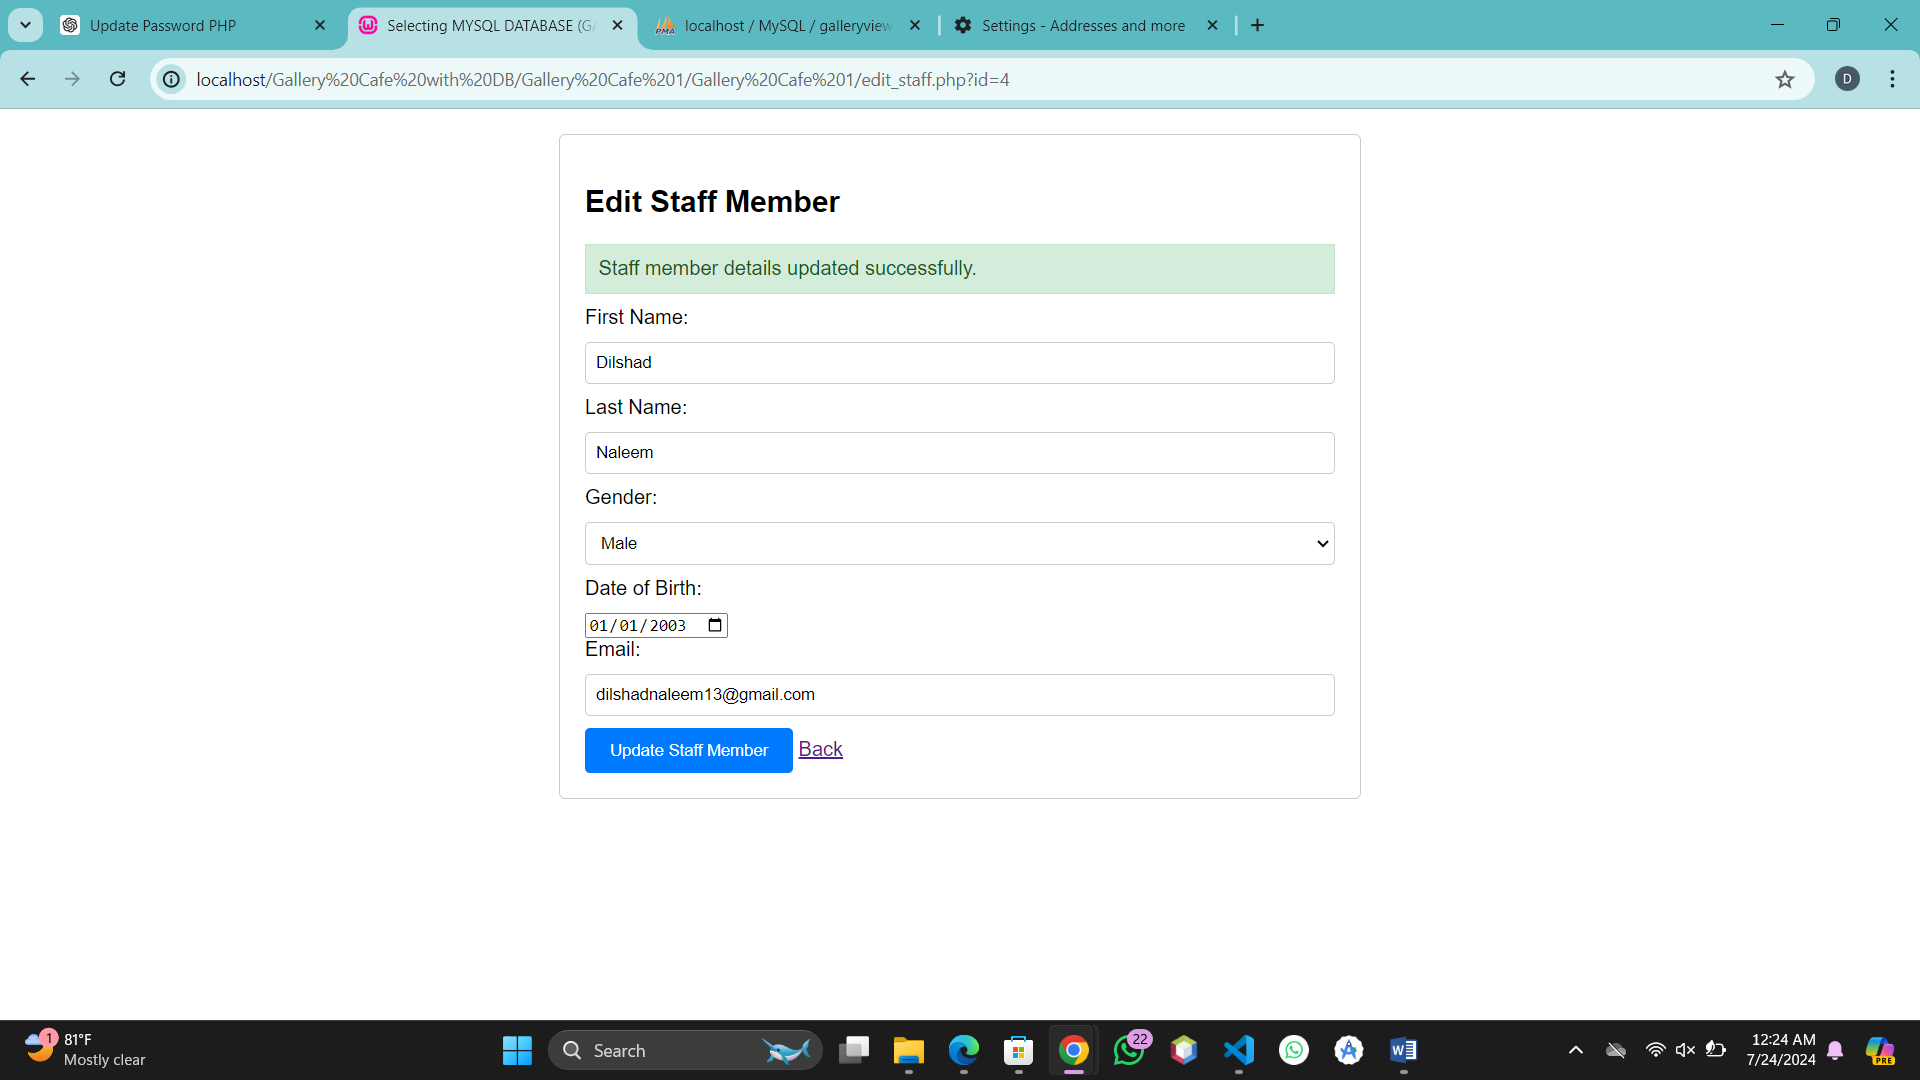 Update Password PHP
Selecting MYSQL DATABASE (GA
localhost / MySQL / galleryview
Settings - Addresses and more
localhost/Gallery%20Cafe%20with%20DB/Gallery%20Cafe%201/Gallery%20Cafe%201/edit_staff.php?id=4
D
Edit Staff Member
Staff member details updated successfully.
First Name:
Dilshad
Last Name:
Naleem
Gender:
Male
Date of Birth:
01/01/2003
Email:
dilshadnaleem13@gmail.com
Update Staff Member Back
1
81°F
Mostly clear
Search
22
12:24 AM
7/24/2024
PRE